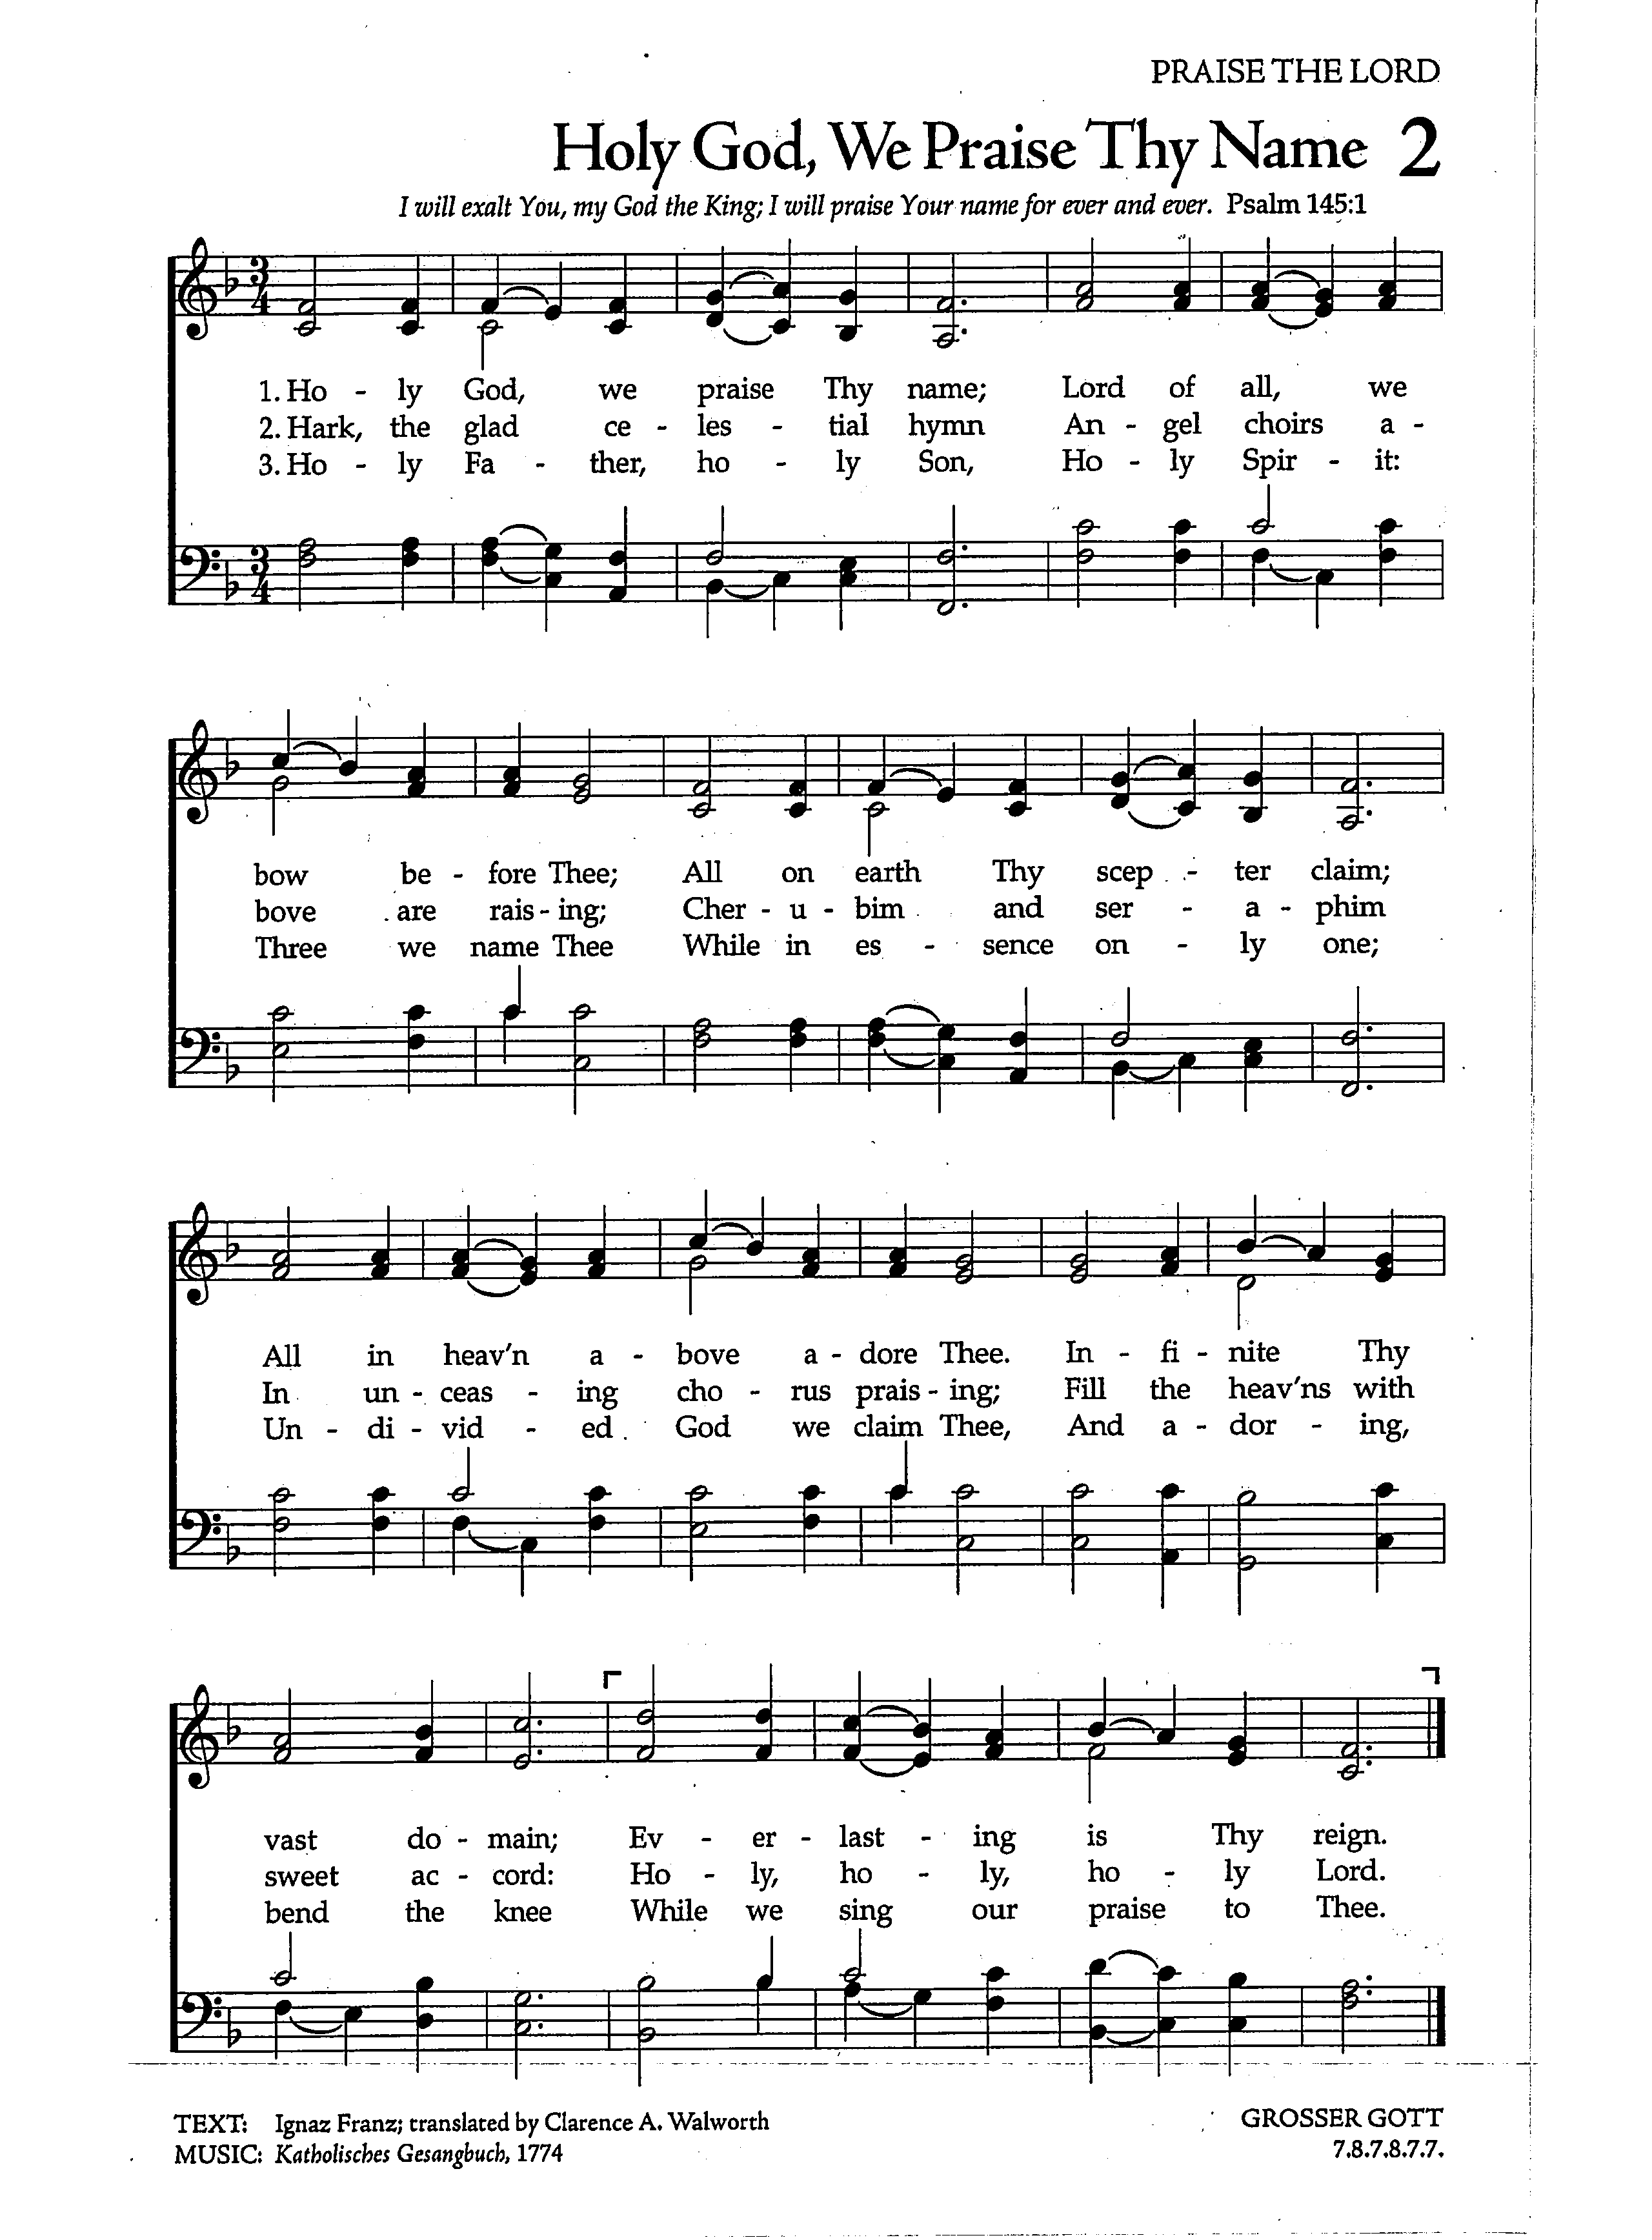 PRAISE THE LORD
Holy God, We Praise Thy Name 2
I will exalt You, my God the King; I will praise Your name for ever and ever. Psalm 145:1
3 4
1. Ho - ly God, we praise Thy name; Lord of all, we
2. Hark, the glad ce - les - tial hymn An - gel choirs a -
3. Ho - ly Fa - ther, ho - ly Son, Ho - ly Spir - it:
3 4
bow be - fore Thee; All on earth Thy scep - ter claim;
bove are rais - ing; Cher - u - bim and ser - a - phim
Three we name Thee While in es - sence on - ly one;
All in heav'n a - bove a - dore Thee. In - fi - nite Thy
In un - ceas - ing cho - rus prais - ing; Fill the heav'ns with
Un - di - vid - ed God we claim Thee, And a - dor - ing,
vast do - main; Ev - er - last - ing is Thy reign.
sweet ac - cord: Ho - ly, ho - ly, ho - ly Lord.
bend the knee While we sing our praise to Thee.
TEXT: Ignaz Franz; translated by Clarence A. Walworth
MUSIC: Katholisches Gesangbuch, 1774
GROSSER GOTT
7.8.7.8.7.7.